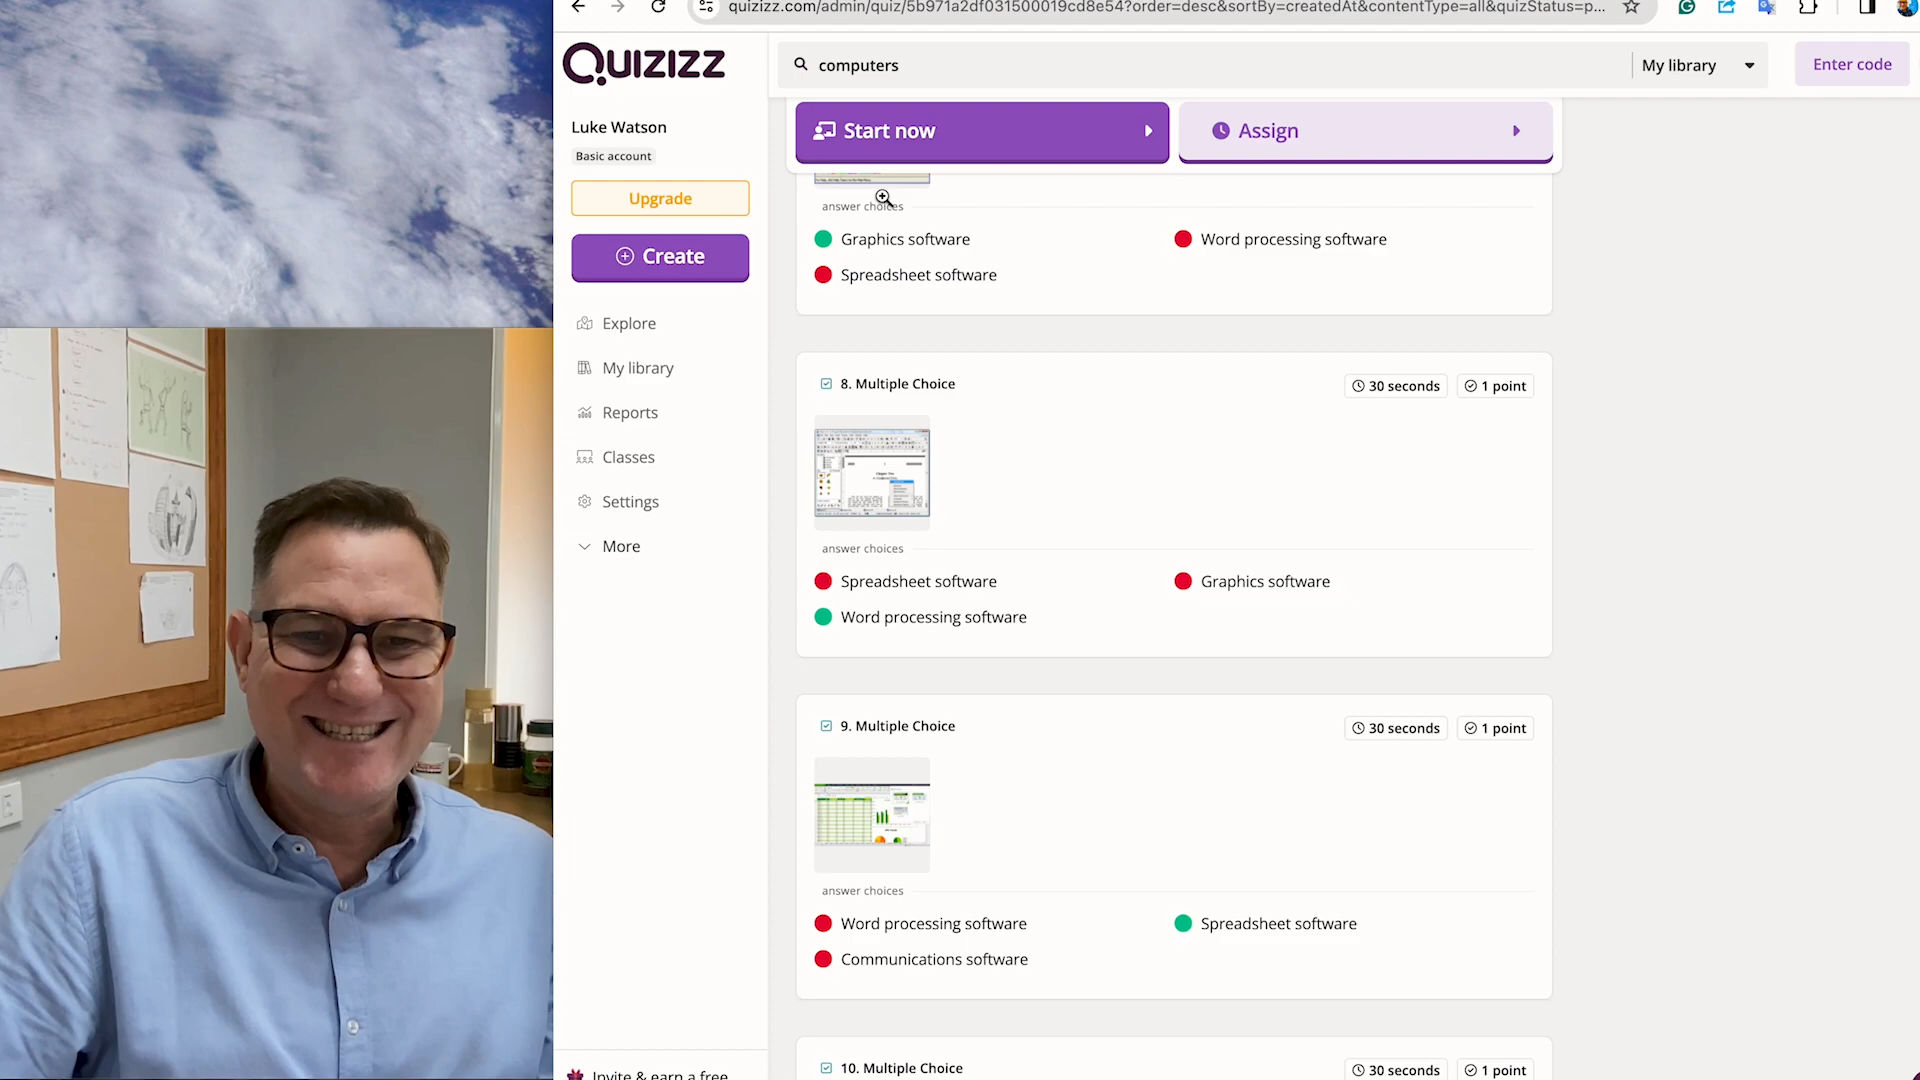 quizizz.com/admin/quiz/5b971a2df031500019cd8e54?order=desc&sortBy=createdAt&contentType=all&quizStatus=p...
QUIZIZZ
computers
My library
Enter code
Luke Watson
Basic account
Upgrade
Create
Explore
My library
Reports
Classes
Settings
More
Invite & earn a free
Start now
Assign
answer choices
Graphics software
Word processing software
Spreadsheet software
8. Multiple Choice
30 seconds
1 point
answer choices
Spreadsheet software
Graphics software
Word processing software
9. Multiple Choice
30 seconds
1 point
answer choices
Word processing software
Spreadsheet software
Communications software
10. Multiple Choice
30 seconds
1 point